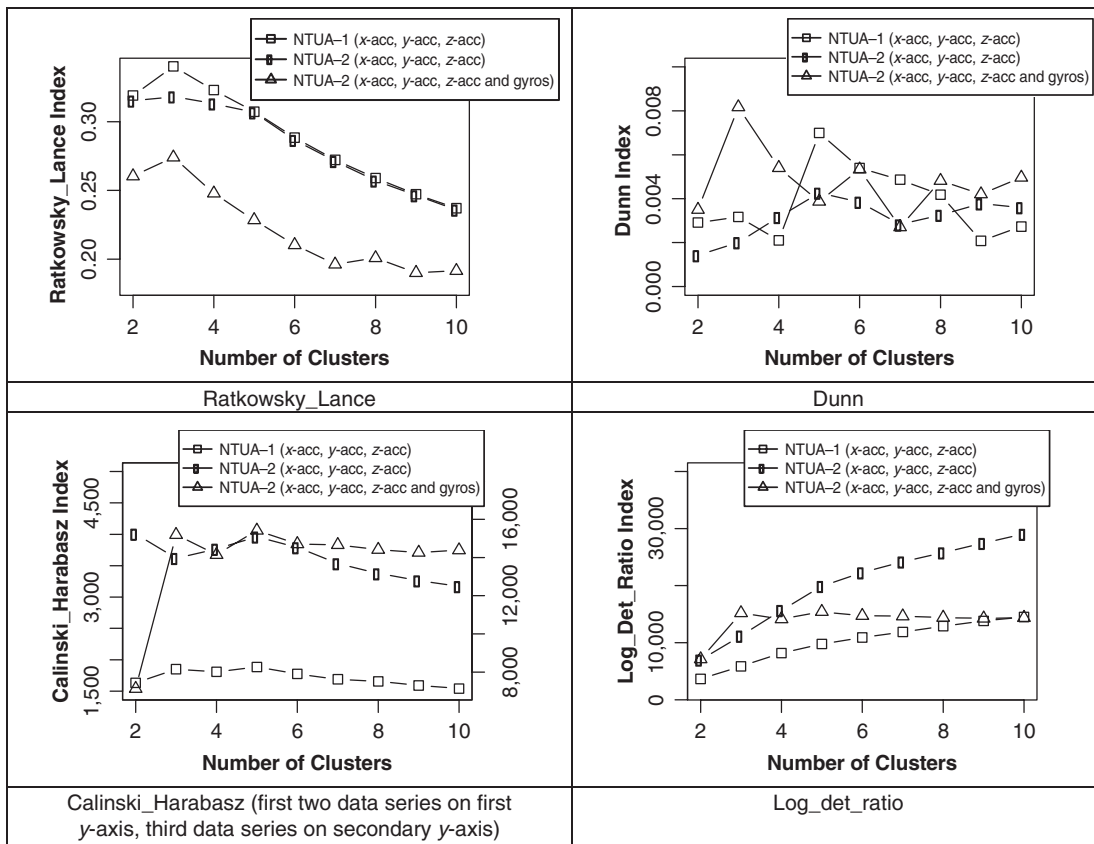 NTUA–1 (x-acc, y-acc, z-acc)
NTUA–2 (x-acc, y-acc, z-acc)
NTUA–2 (x-acc, y-acc, z-acc and gyros)
Ratkowsky_Lance Index
0.30
0.25
0.20
2 4 6 8 10
Number of Clusters
Ratkowsky_Lance
NTUA–1 (x-acc, y-acc, z-acc)
NTUA–2 (x-acc, y-acc, z-acc)
NTUA–2 (x-acc, y-acc, z-acc and gyros)
Dunn Index
0.008
0.004
0.000
2 4 6 8 10
Number of Clusters
Dunn
NTUA–1 (x-acc, y-acc, z-acc)
NTUA–2 (x-acc, y-acc, z-acc)
NTUA–2 (x-acc, y-acc, z-acc and gyros)
Calinski_Harabasz Index
4,500
3,000
1,500
16,000
12,000
8,000
2 4 6 8 10
Number of Clusters
Calinski_Harabasz (first two data series on first
y-axis, third data series on secondary y-axis)
NTUA–1 (x-acc, y-acc, z-acc)
NTUA–2 (x-acc, y-acc, z-acc)
NTUA–2 (x-acc, y-acc, z-acc and gyros)
Log_Det_Ratio Index
30,000
10,000
0
2 4 6 8 10
Number of Clusters
Log_det_ratio